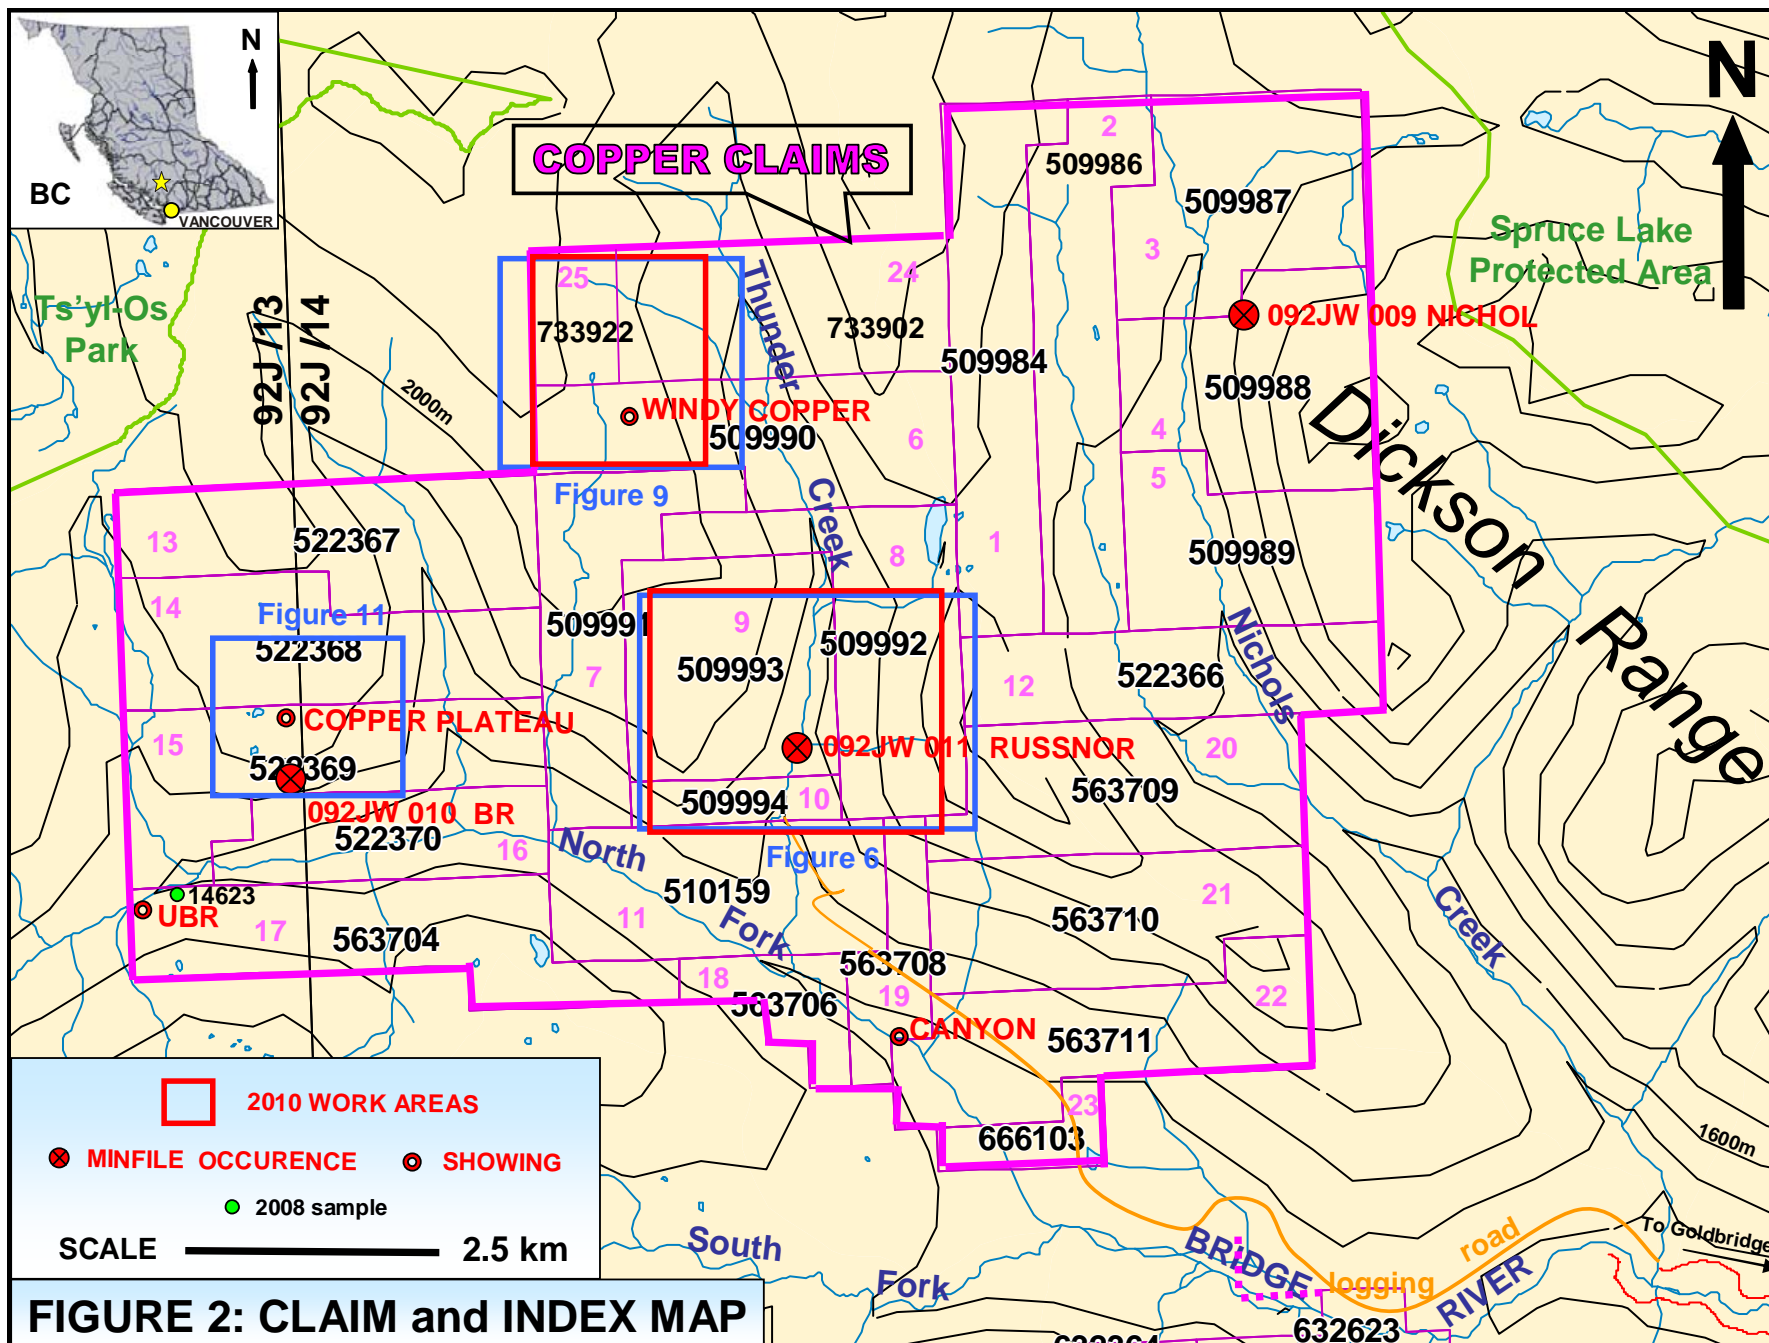 N
BC
VANCOUVER
COPPER CLAIMS
N
2
509986
509987
3
Spruce Lake
Protected Area
Ts'yl-Os
Park
92J /13
92J /14
2000m
25
733922
Thunder
24
733902
509984
092JW 009 NICHOL
509988
Dickson
Range
WINDY COPPER
509990
6
4
5
Figure 9
Creek
13
522367
8
1
509989
14
Figure 11
522368
509991
9
509992
509993
7
12
522366
Nichols
COPPER PLATEAU
15
522369
092JW 011 RUSSNOR
20
563709
509994
10
092JW 010 BR
522370
16
North
Figure 6
510159
Fork
14623
UBR
17
563704
11
21
563710
Creek
563708
18
563706
19
22
CANYON
563711
23
666103
1600m
2010 WORK AREAS
MINFILE OCCURENCE
SHOWING
2008 sample
SCALE
2.5 km
South
Fork
BRIDGE
RIVER
logging
road
To Goldbridge
632623
FIGURE 2: CLAIM and INDEX MAP